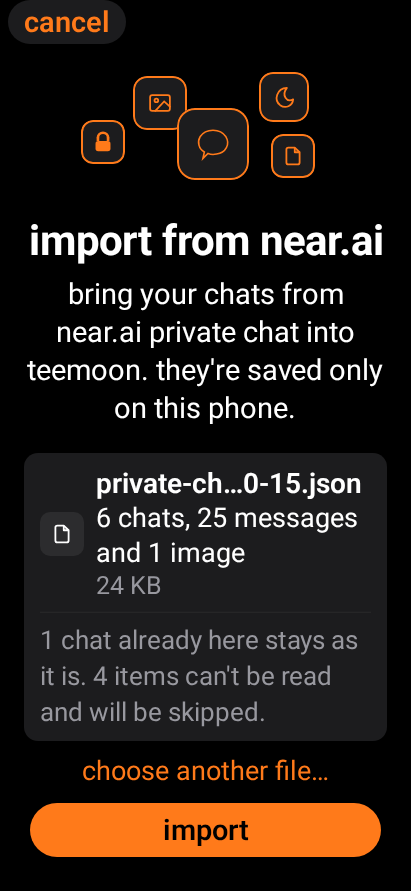 cancel
import from near.ai
bring your chats from
near.ai private chat into
teemoon. they're saved only
on this phone.
private-ch…0-15.json
6 chats, 25 messages
and 1 image
24 KB
1 chat already here stays as
it is. 4 items can't be read
and will be skipped.
choose another file…
import